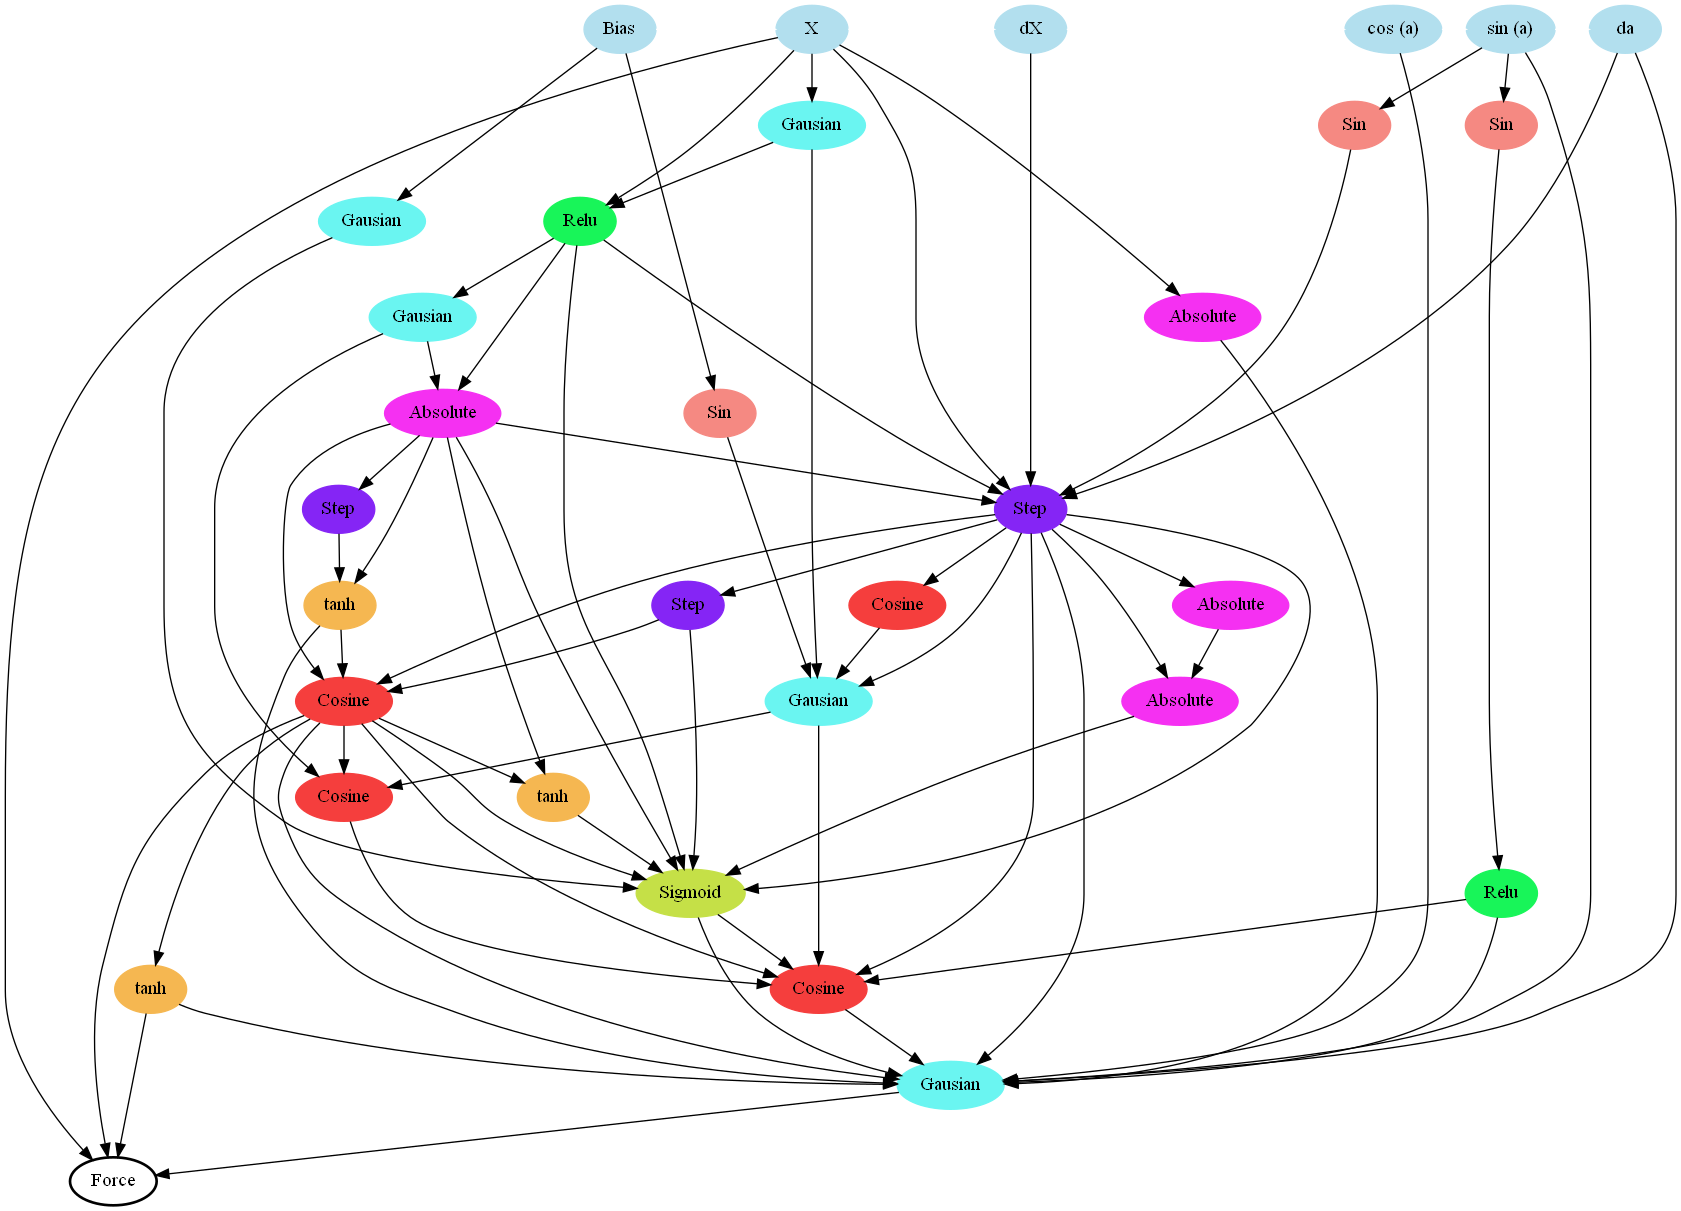 Bias
X
dX
cos (a)
sin (a)
da
Gausian
Sin
Sin
Gausian
Relu
Gausian
Absolute
Absolute
Sin
Step
Step
tanh
Step
Cosine
Absolute
Cosine
Gausian
Absolute
Cosine
tanh
Sigmoid
Relu
tanh
Cosine
Gausian
Force